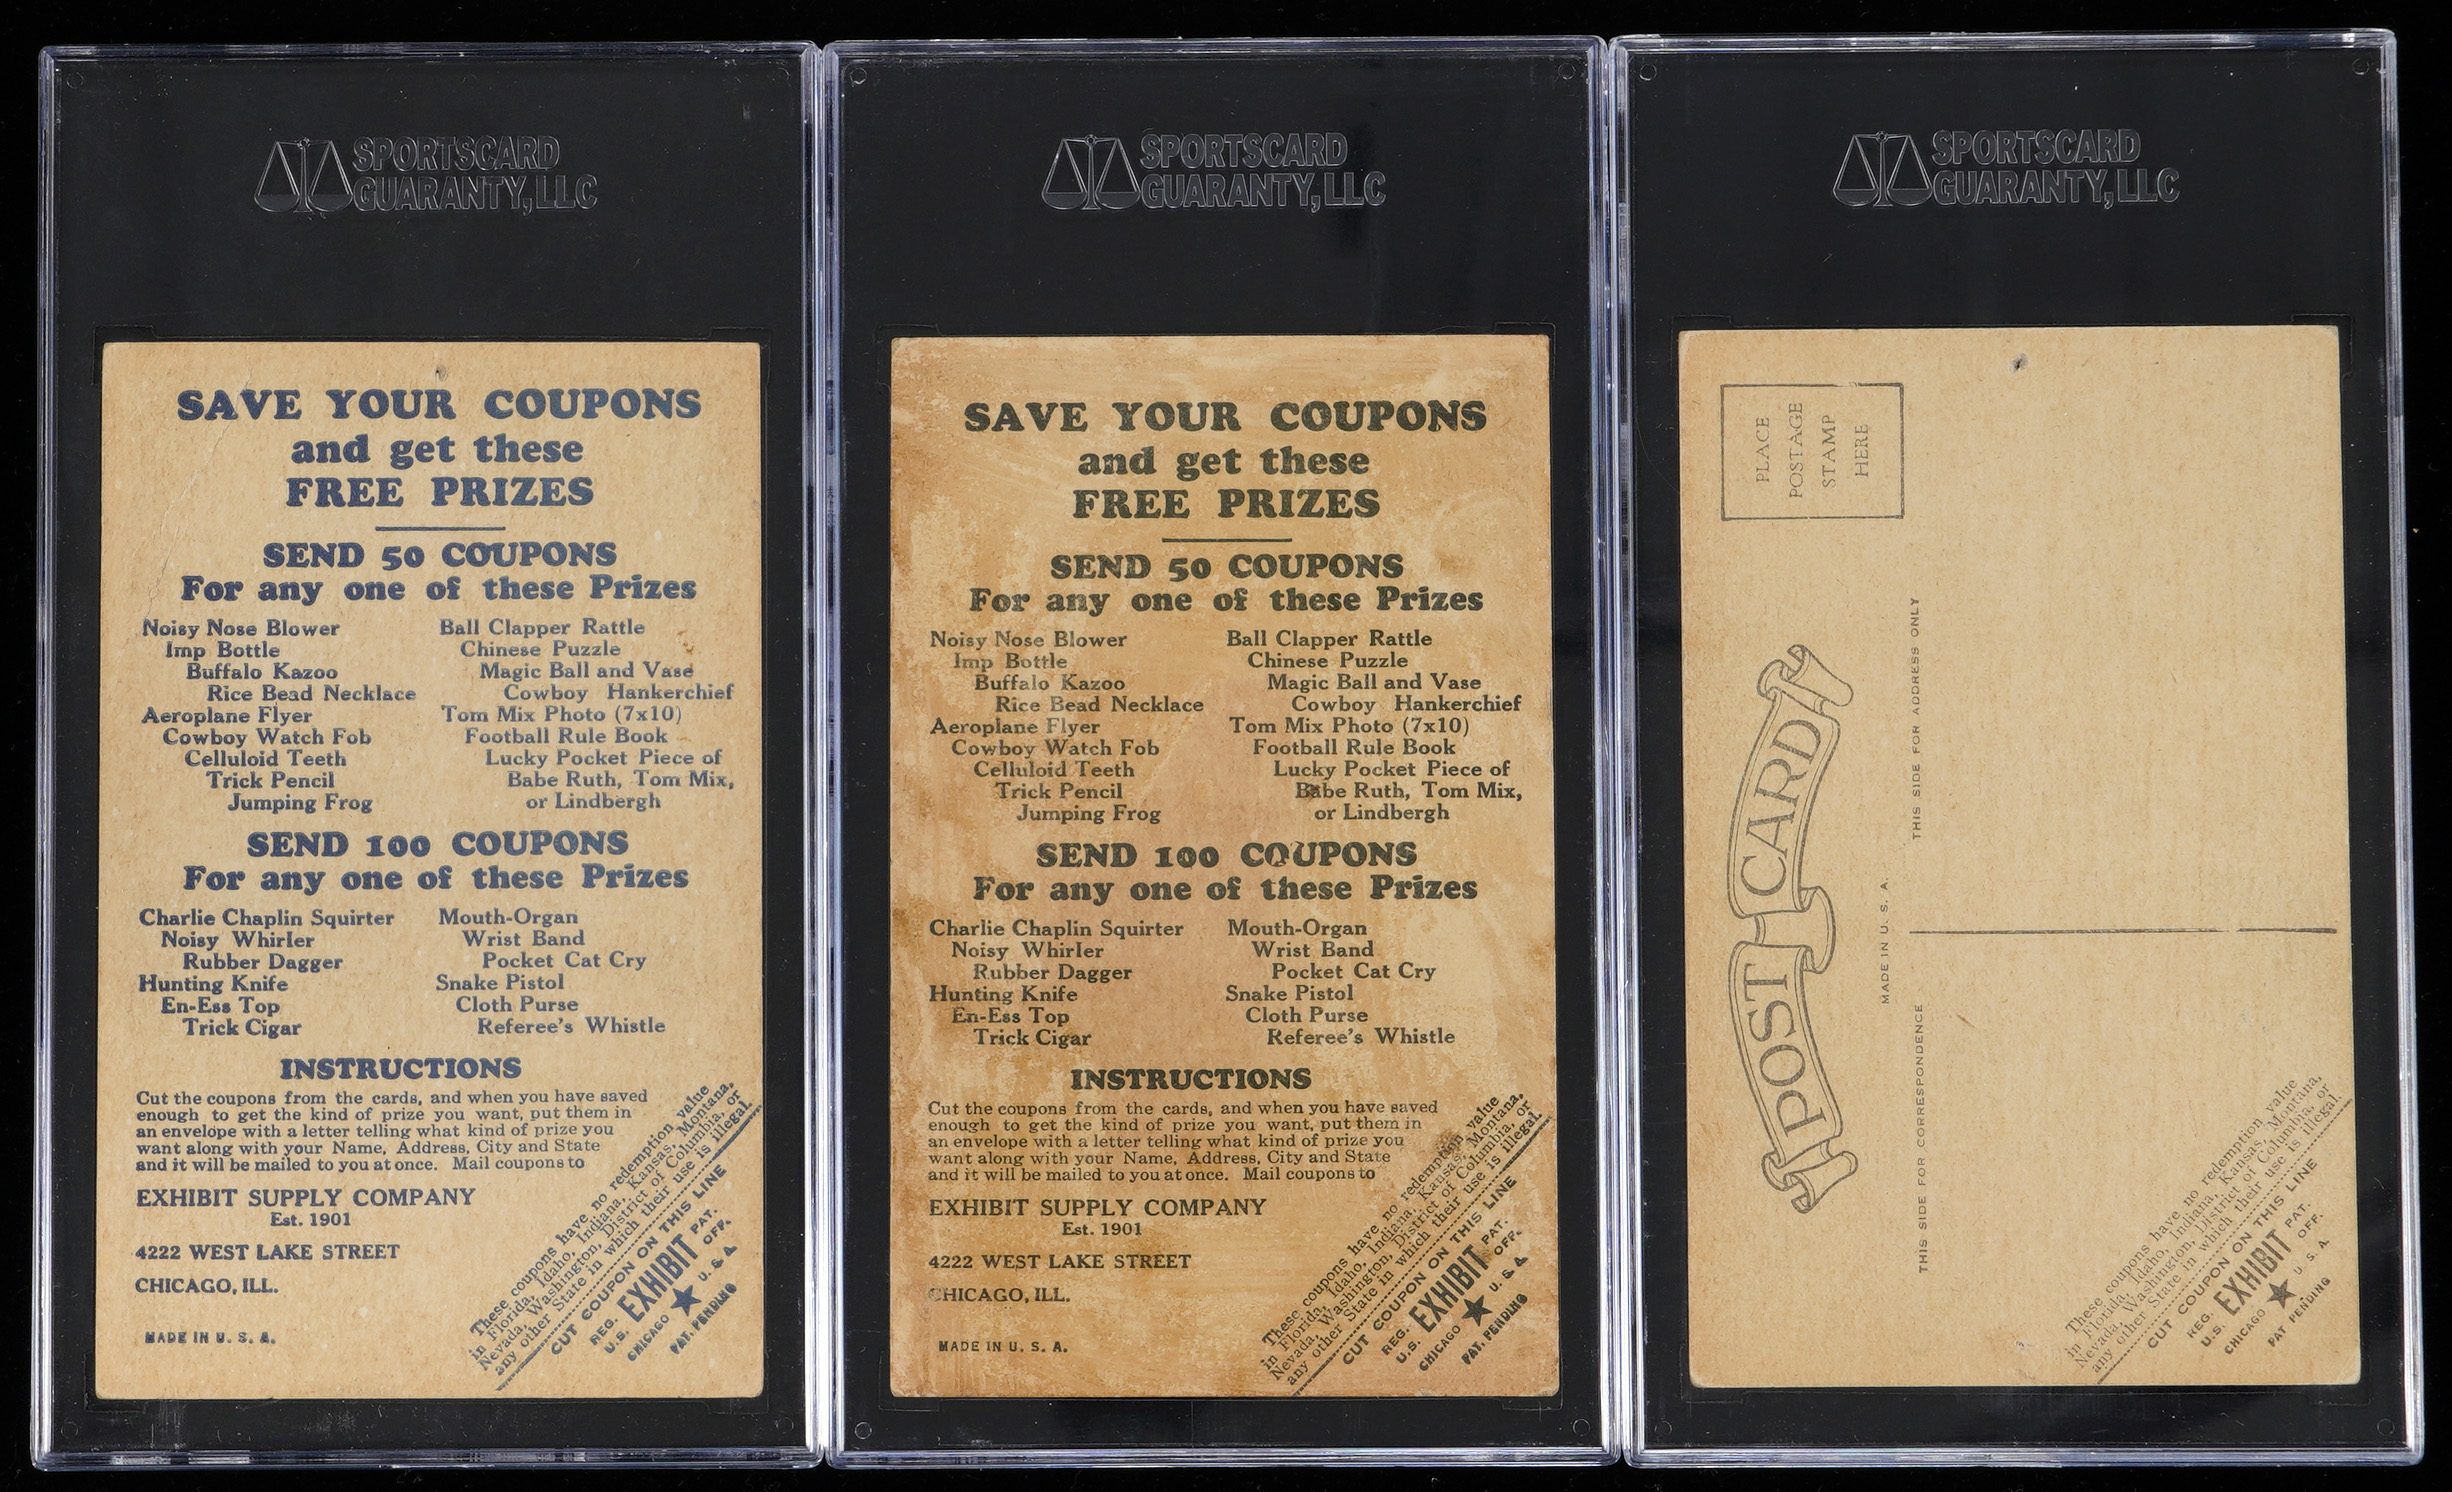 SPORTSCARD
GUARANTY, LLC
SAVE YOUR COUPONS
and get these
FREE PRIZES
SEND 50 COUPONS
For any one of these Prizes
Noisy Nose Blower
Imp Bottle
Buffalo Kazoo
Rice Bead Necklace
Aeroplane Flyer
Cowboy Watch Fob
Celluloid Teeth
Trick Pencil
Jumping Frog
Ball Clapper Rattle
Chinese Puzzle
Magic Ball and Vase
Cowboy Hankerchief
Tom Mix Photo (7x10)
Football Rule Book
Lucky Pocket Piece of
Babe Ruth, Tom Mix,
or Lindbergh
SEND 100 COUPONS
For any one of these Prizes
Charlie Chaplin Squirter
Noisy Whirler
Rubber Dagger
Hunting Knife
En-Ess Top
Trick Cigar
Mouth-Organ
Wrist Band
Pocket Cat Cry
Snake Pistol
Cloth Purse
Referee's Whistle
INSTRUCTIONS
Cut the coupons from the cards, and when you have saved
enough to get the kind of prize you want, put them in
an envelope with a letter telling what kind of prize you
want along with your Name, Address, City and State
and it will be mailed to you at once. Mail coupons to
EXHIBIT SUPPLY COMPANY
Est. 1901
4222 WEST LAKE STREET
CHICAGO, ILL.
MADE IN U. S. A.
These coupons have no redemption value
in Florida, Idaho, Indiana, Kansas, Montana,
Nevada, Washington, District of Columbia, or
any other State in which their use is illegal.
CUT COUPON ON THIS LINE
REG. EXHIBIT PAT.
U.S. OFF.
CHICAGO ★ U. S. A.
PAT. PENDING
SPORTSCARD
GUARANTY, LLC
SAVE YOUR COUPONS
and get these
FREE PRIZES
SEND 50 COUPONS
For any one of these Prizes
Noisy Nose Blower
Imp Bottle
Buffalo Kazoo
Rice Bead Necklace
Aeroplane Flyer
Cowboy Watch Fob
Celluloid Teeth
Trick Pencil
Jumping Frog
Ball Clapper Rattle
Chinese Puzzle
Magic Ball and Vase
Cowboy Hankerchief
Tom Mix Photo (7x10)
Football Rule Book
Lucky Pocket Piece of
Babe Ruth, Tom Mix,
or Lindbergh
SEND 100 COUPONS
For any one of these Prizes
Charlie Chaplin Squirter
Noisy Whirler
Rubber Dagger
Hunting Knife
En-Ess Top
Trick Cigar
Mouth-Organ
Wrist Band
Pocket Cat Cry
Snake Pistol
Cloth Purse
Referee's Whistle
INSTRUCTIONS
Cut the coupons from the cards, and when you have saved
enough to get the kind of prize you want, put them in
an envelope with a letter telling what kind of prize you
want along with your Name, Address, City and State
and it will be mailed to you at once. Mail coupons to
EXHIBIT SUPPLY COMPANY
Est. 1901
4222 WEST LAKE STREET
CHICAGO, ILL.
MADE IN U. S. A.
These coupons have no redemption value
in Florida, Idaho, Indiana, Kansas, Montana,
Nevada, Washington, District of Columbia, or
any other State in which their use is illegal.
CUT COUPON ON THIS LINE
REG. EXHIBIT PAT.
U.S. OFF.
CHICAGO ★ U. S. A.
PAT. PENDING
SPORTSCARD
GUARANTY, LLC
PLACE
POSTAGE
STAMP
HERE
POST CARD
MADE IN U. S. A.
THIS SIDE FOR CORRESPONDENCE
THIS SIDE FOR ADDRESS ONLY
These coupons have no redemption value
in Florida, Idaho, Indiana, Kansas, Montana,
Nevada, Washington, District of Columbia, or
any other State in which their use is illegal.
CUT COUPON ON THIS LINE
REG. EXHIBIT PAT.
U.S. OFF.
CHICAGO ★ U. S. A.
PAT PENDING